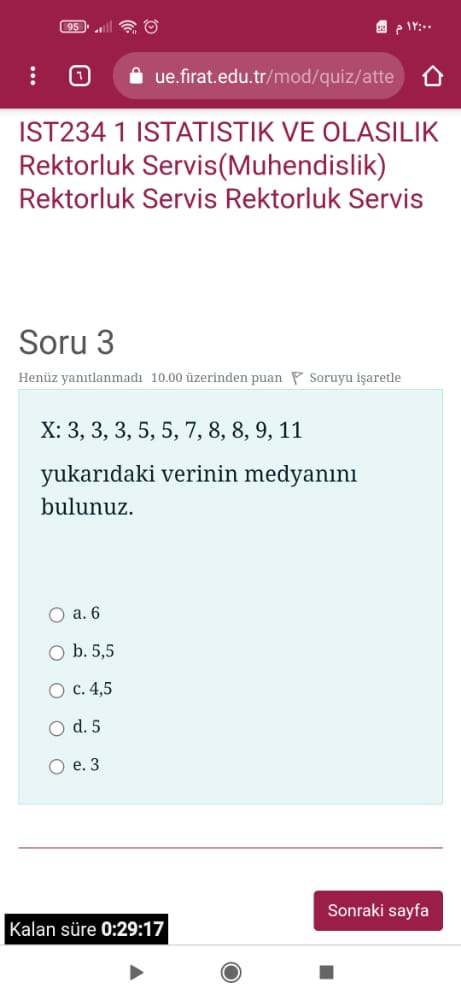 95
م ١٢:٠٠
1
ue.firat.edu.tr/mod/quiz/atte
IST234 1 ISTATISTIK VE OLASILIK
Rektorluk Servis(Muhendislik)
Rektorluk Servis Rektorluk Servis
Soru 3
Henüz yanıtlanmadı 10.00 üzerinden puan Soruyu işaretle
X: 3, 3, 3, 5, 5, 7, 8, 8, 9, 11
yukarıdaki verinin medyanını
bulunuz.
a. 6
b. 5,5
c. 4,5
d. 5
e. 3
Sonraki sayfa
Kalan süre 0:29:17